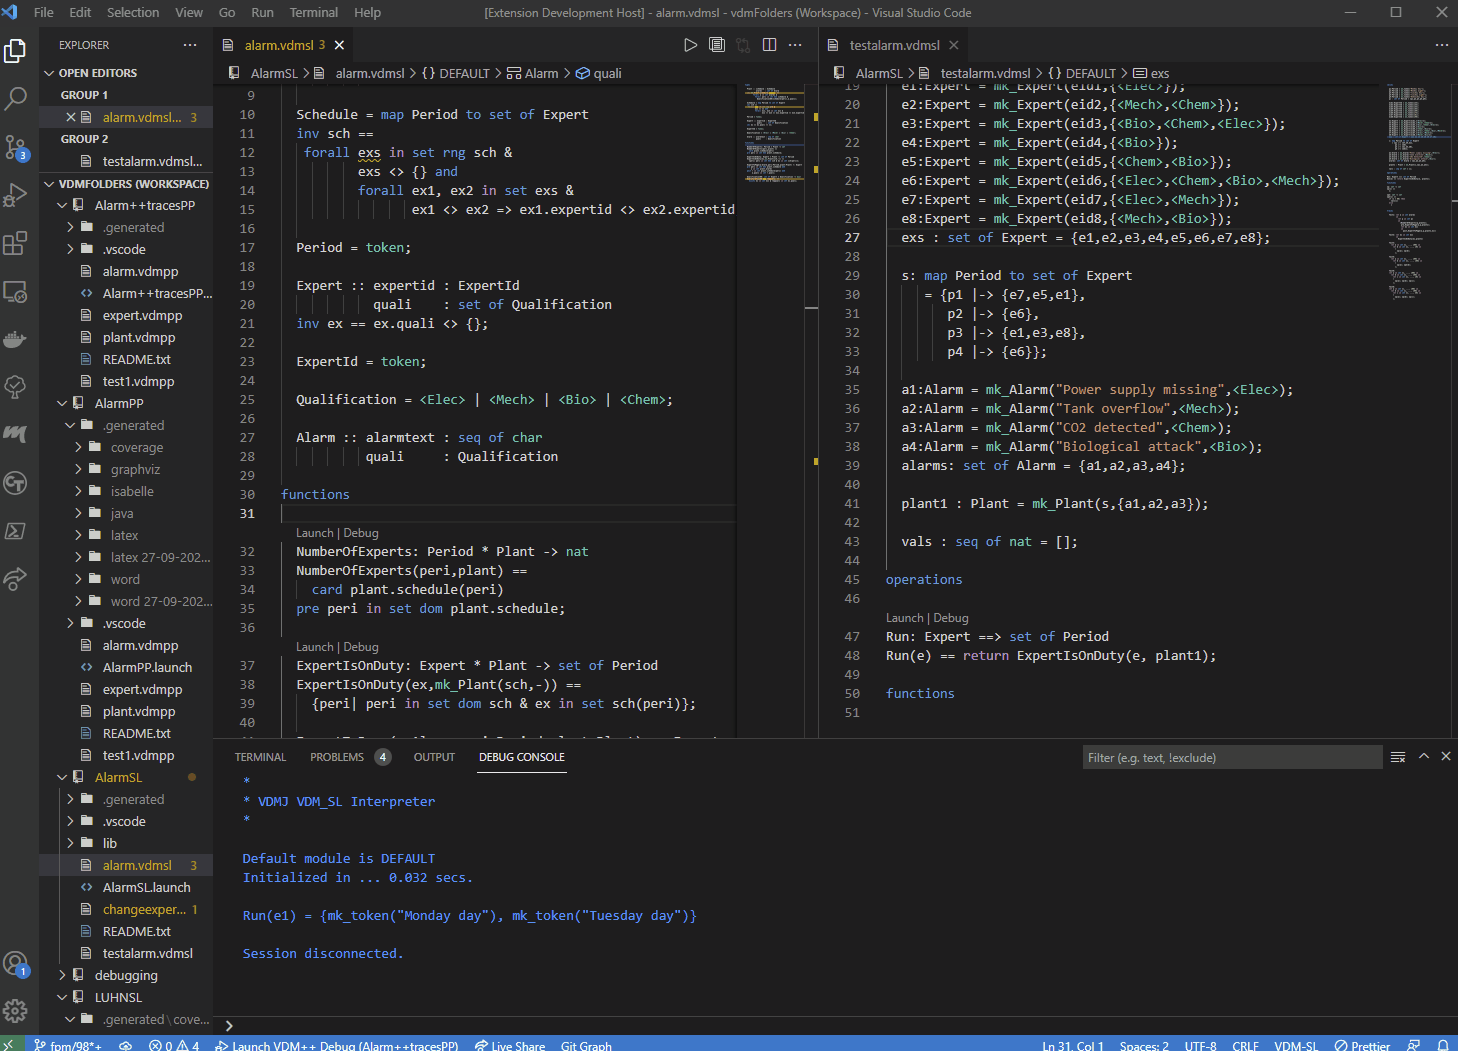 File Edit Selection View Go Run Terminal Help
[Extension Development Host] - alarm.vdmsl - vdmFolders (Workspace) - Visual Studio Code
EXPLORER
OPEN EDITORS
GROUP 1
alarm.vdmsl... 3
GROUP 2
testalarm.vdmsl...
VDMFOLDERS (WORKSPACE)
Alarm++tracesPP
.generated
.vscode
alarm.vdmpp
Alarm++tracesPP...
expert.vdmpp
plant.vdmpp
README.txt
test1.vdmpp
AlarmPP
.generated
coverage
graphviz
isabelle
java
latex
latex 27-09-202...
word
word 27-09-202...
.vscode
alarm.vdmpp
AlarmPP.launch
expert.vdmpp
plant.vdmpp
README.txt
test1.vdmpp
AlarmSL
.generated
.vscode
lib
alarm.vdmsl 3
AlarmSL.launch
changeexper... 1
README.txt
testalarm.vdmsl
debugging
LUHNSL
.generated\cove...
3
1
alarm.vdmsl 3
AlarmSL > alarm.vdmsl > {} DEFAULT > Alarm > quali
9
10 Schedule = map Period to set of Expert
11 inv sch ==
12 forall exs in set rng sch &
13 exs <> {} and
14 forall ex1, ex2 in set exs &
15 ex1 <> ex2 => ex1.expertid <> ex2.expertid
16
17 Period = token;
18
19 Expert :: expertid : ExpertId
20 quali : set of Qualification
21 inv ex == ex.quali <> {};
22
23 ExpertId = token;
24
25 Qualification = <Elec> | <Mech> | <Bio> | <Chem>;
26
27 Alarm :: alarmtext : seq of char
28 quali : Qualification
29
30 functions
31
Launch | Debug
32 NumberOfExperts: Period * Plant -> nat
33 NumberOfExperts(peri,plant) ==
34 card plant.schedule(peri)
35 pre peri in set dom plant.schedule;
36
Launch | Debug
37 ExpertIsOnDuty: Expert * Plant -> set of Period
38 ExpertIsOnDuty(ex,mk_Plant(sch,-)) ==
39 {peri| peri in set dom sch & ex in set sch(peri)};
40
testalarm.vdmsl
AlarmSL > testalarm.vdmsl > {} DEFAULT > exs
19 e1:Expert = mk_Expert(eid1,{<Elec>});
20 e2:Expert = mk_Expert(eid2,{<Mech>,<Chem>});
21 e3:Expert = mk_Expert(eid3,{<Bio>,<Chem>,<Elec>});
22 e4:Expert = mk_Expert(eid4,{<Bio>});
23 e5:Expert = mk_Expert(eid5,{<Chem>,<Bio>});
24 e6:Expert = mk_Expert(eid6,{<Elec>,<Chem>,<Bio>,<Mech>});
25 e7:Expert = mk_Expert(eid7,{<Elec>,<Mech>});
26 e8:Expert = mk_Expert(eid8,{<Mech>,<Bio>});
27 exs : set of Expert = {e1,e2,e3,e4,e5,e6,e7,e8};
28
29 s: map Period to set of Expert
30 = {p1 |-> {e7,e5,e1},
31 p2 |-> {e6},
32 p3 |-> {e1,e3,e8},
33 p4 |-> {e6}};
34
35 a1:Alarm = mk_Alarm("Power supply missing",<Elec>);
36 a2:Alarm = mk_Alarm("Tank overflow",<Mech>);
37 a3:Alarm = mk_Alarm("CO2 detected",<Chem>);
38 a4:Alarm = mk_Alarm("Biological attack",<Bio>);
39 alarms: set of Alarm = {a1,a2,a3,a4};
40
41 plant1 : Plant = mk_Plant(s,{a1,a2,a3});
42
43 vals : seq of nat = [];
44
45 operations
46
Launch | Debug
47 Run: Expert ==> set of Period
48 Run(e) == return ExpertIsOnDuty(e, plant1);
49
50 functions
51
TERMINAL PROBLEMS 4 OUTPUT DEBUG CONSOLE
Filter (e.g. text, !exclude)
*
* VDMJ VDM_SL Interpreter
*
Default module is DEFAULT
Initialized in ... 0.032 secs.
Run(e1) = {mk_token("Monday day"), mk_token("Tuesday day")}
Session disconnected.
fpm/98*+ 0 4 Launch VDM++ Debug (Alarm++tracesPP) Live Share Git Graph
Ln 31, Col 1 Spaces: 2 UTF-8 CRLF VDM-SL Prettier